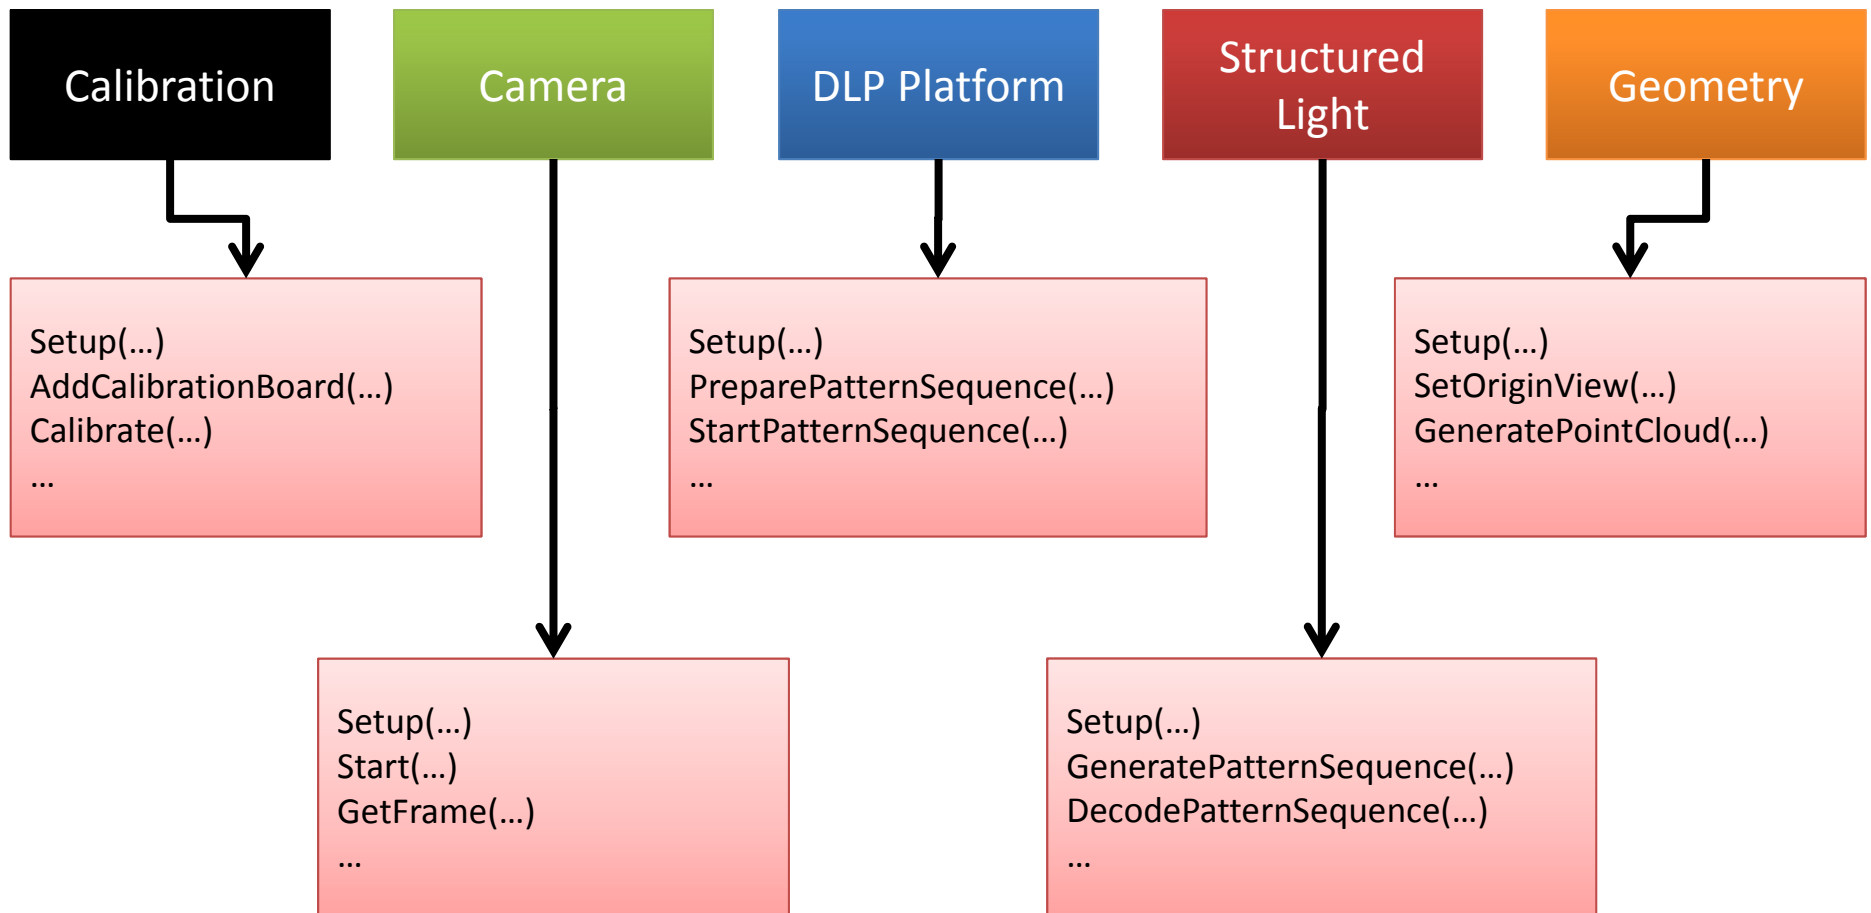 Calibration
Camera
DLP Platform
Structured
Light
Geometry
Setup(...)
AddCalibrationBoard(...)
Calibrate(...)
...
Setup(...)
PreparePatternSequence(...)
StartPatternSequence(...)
...
Setup(...)
SetOriginView(...)
GeneratePointCloud(...)
...
Setup(...)
Start(...)
GetFrame(...)
...
Setup(...)
GeneratePatternSequence(...)
DecodePatternSequence(...)
...